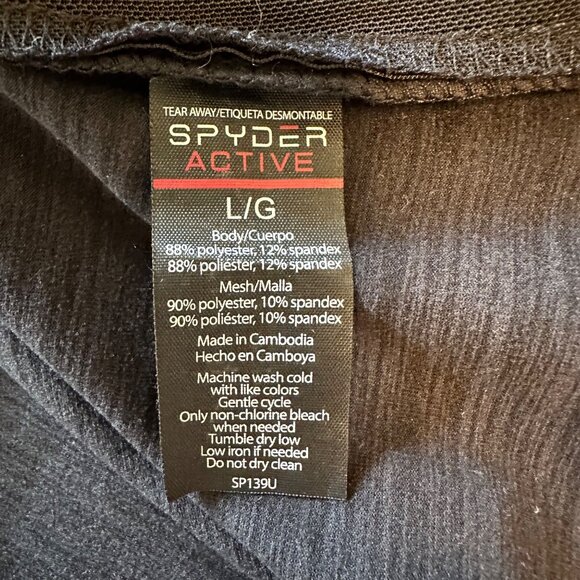 TEAR AWAY/ETIQUETA DESMONTABLE
SPYDER
ACTIVE
L/G
Body/Cuerpo
88% polyester, 12% spandex
88% poliéster, 12% spandex
Mesh/Malla
90% polyester, 10% spandex
90% poliéster, 10% spandex
Made in Cambodia
Hecho en Camboya
Machine wash cold
with like colors
Gentle cycle
Only non-chlorine bleach
when needed
Tumble dry low
Low iron if needed
Do not dry clean
SP139U